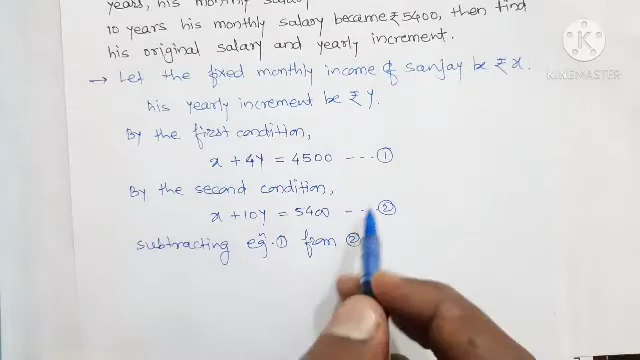 years, his monthly salary
10 years his monthly salary became ₹5400, then find
his original salary and yearly increment.
→ Let the fixed monthly income of Sanjay be ₹ x.
his yearly increment be ₹ y.
By the first condition,
x + 4y = 4500 ---- ①
By the second condition,
x + 10y = 5400 --- ②
subtracting eqn. ① from ②
KINEMASTER